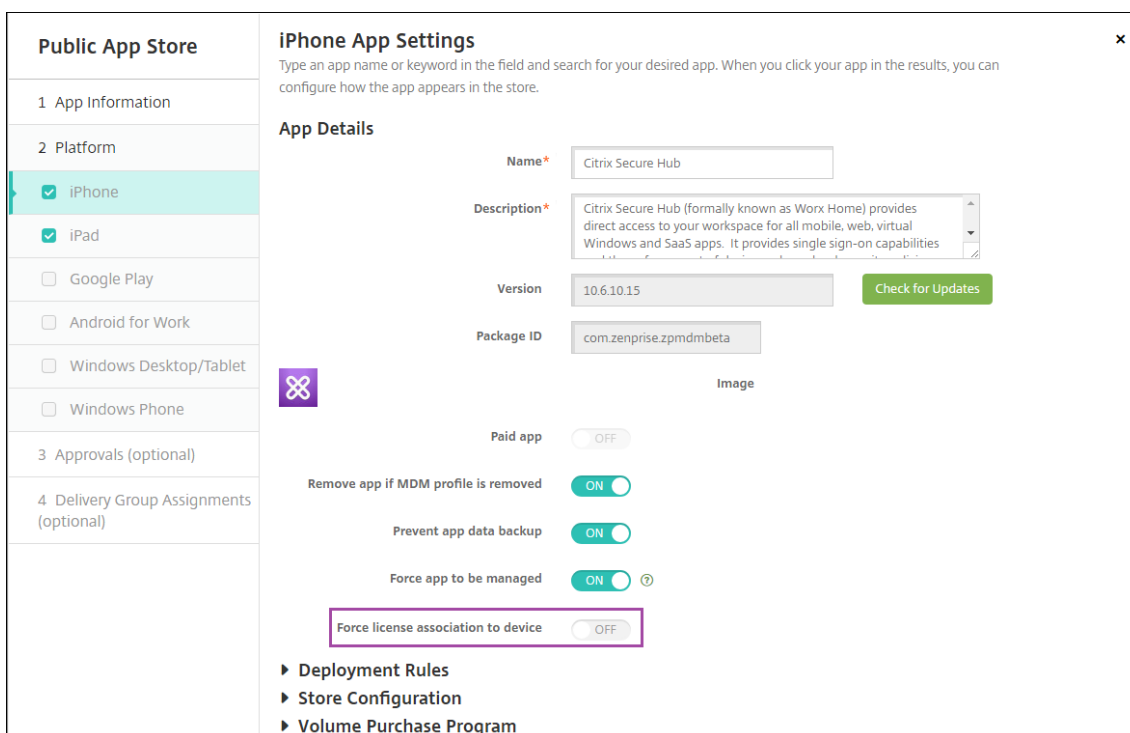 Public App Store
1 App Information
2 Platform
iPhone
iPad
Google Play
Android for Work
Windows Desktop/Tablet
Windows Phone
3 Approvals (optional)
4 Delivery Group Assignments
(optional)
iPhone App Settings
×
Type an app name or keyword in the field and search for your desired app. When you click your app in the results, you can
configure how the app appears in the store.
App Details
Name* Citrix Secure Hub
Description* Citrix Secure Hub (formally known as Worx Home) provides
direct access to your workspace for all mobile, web, virtual
Windows and SaaS apps. It provides single sign-on capabilities
Version 10.6.10.15 Check for Updates
Package ID com.zenprise.zpmdmbeta
Image
Paid app OFF
Remove app if MDM profile is removed ON
Prevent app data backup ON
Force app to be managed ON ?
Force license association to device OFF
Deployment Rules
Store Configuration
Volume Purchase Program